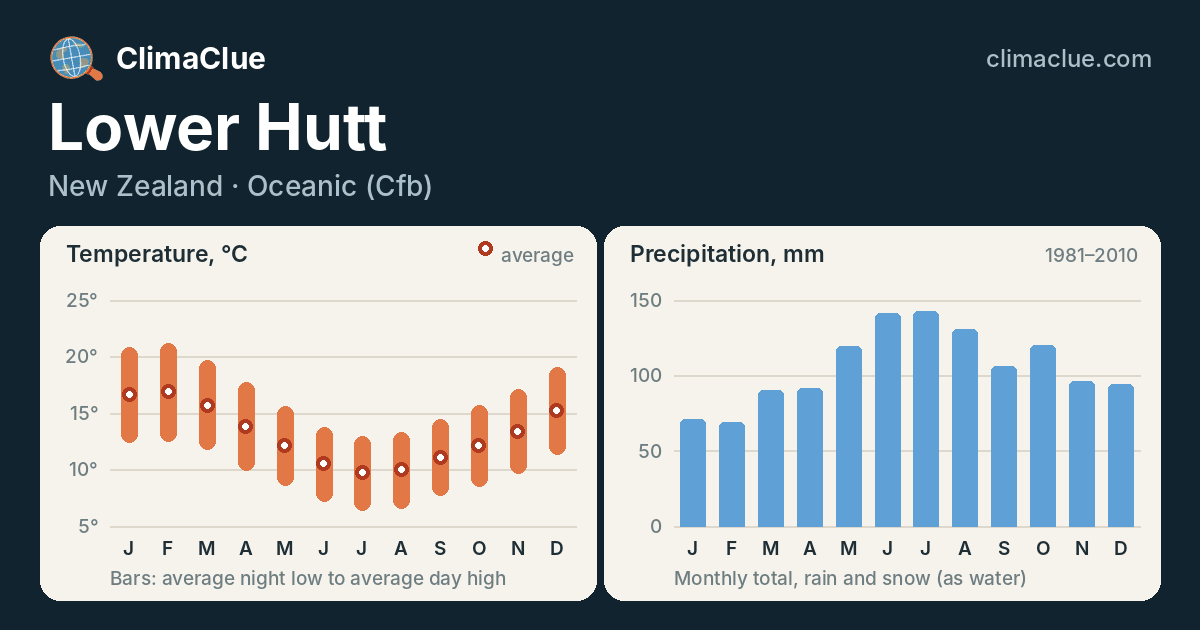 ClimaClue
climaclue.com
Lower Hutt
New Zealand · Oceanic (Cfb)
Temperature, °C
average
25°
20°
15°
10°
5°
J F M A M J J A S O N D
Bars: average night low to average day high
Precipitation, mm
1981–2010
150
100
50
0
J F M A M J J A S O N D
Monthly total, rain and snow (as water)